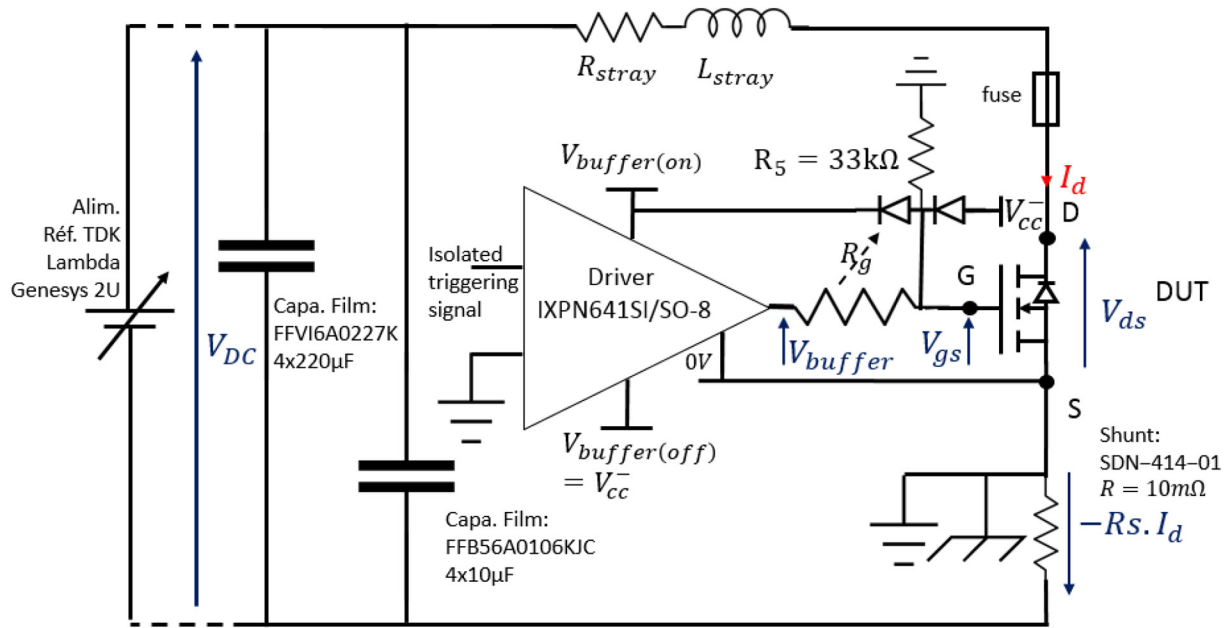 R_stray
L_stray
fuse
V_buffer(on)
R₅ = 33kΩ
I_d
V_cc^-
D
Alim.
Réf. TDK
Lambda
Genesys 2U
V_DC
Capa. Film:
FFVI6A0227K
4x220µF
Isolated
triggering
signal
Driver
IXPN641SI/SO-8
R_g
G
V_ds
DUT
0V
V_buffer
V_gs
S
V_buffer(off)
= V_cc^-
Capa. Film:
FFB56A0106KJC
4x10µF
Shunt:
SDN–414–01
R = 10mΩ
−Rs.I_d